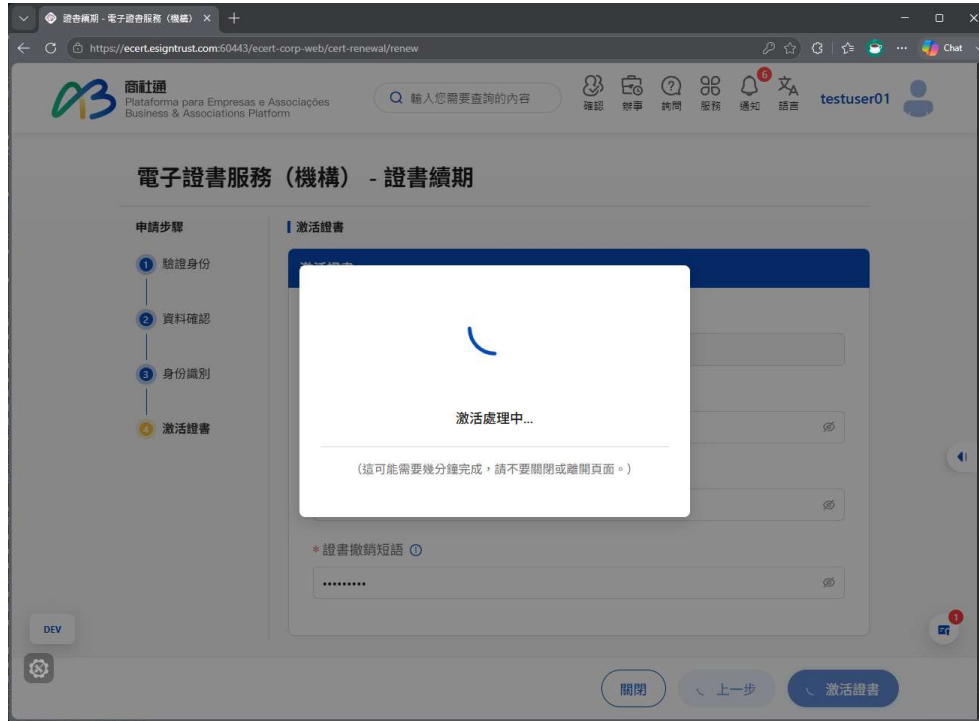 證書續期 - 電子證書服務（機構）
https://ecert.esigntrust.com:60443/ecert-corp-web/cert-renewal/renew
Chat
商社通
Plataforma para Empresas e Associações
Business & Associations Platform
輸入您需要查詢的內容
確認
辦事
詢問
服務
6
通知
語言
testuser01
電子證書服務（機構） - 證書續期
申請步驟
1 驗證身份
2 資料確認
3 身份識別
4 激活證書
激活證書
激活處理中...
（這可能需要幾分鐘完成，請不要關閉或離開頁面。）
*證書撤銷短語
•••••••••
DEV
1
關閉
上一步
激活證書